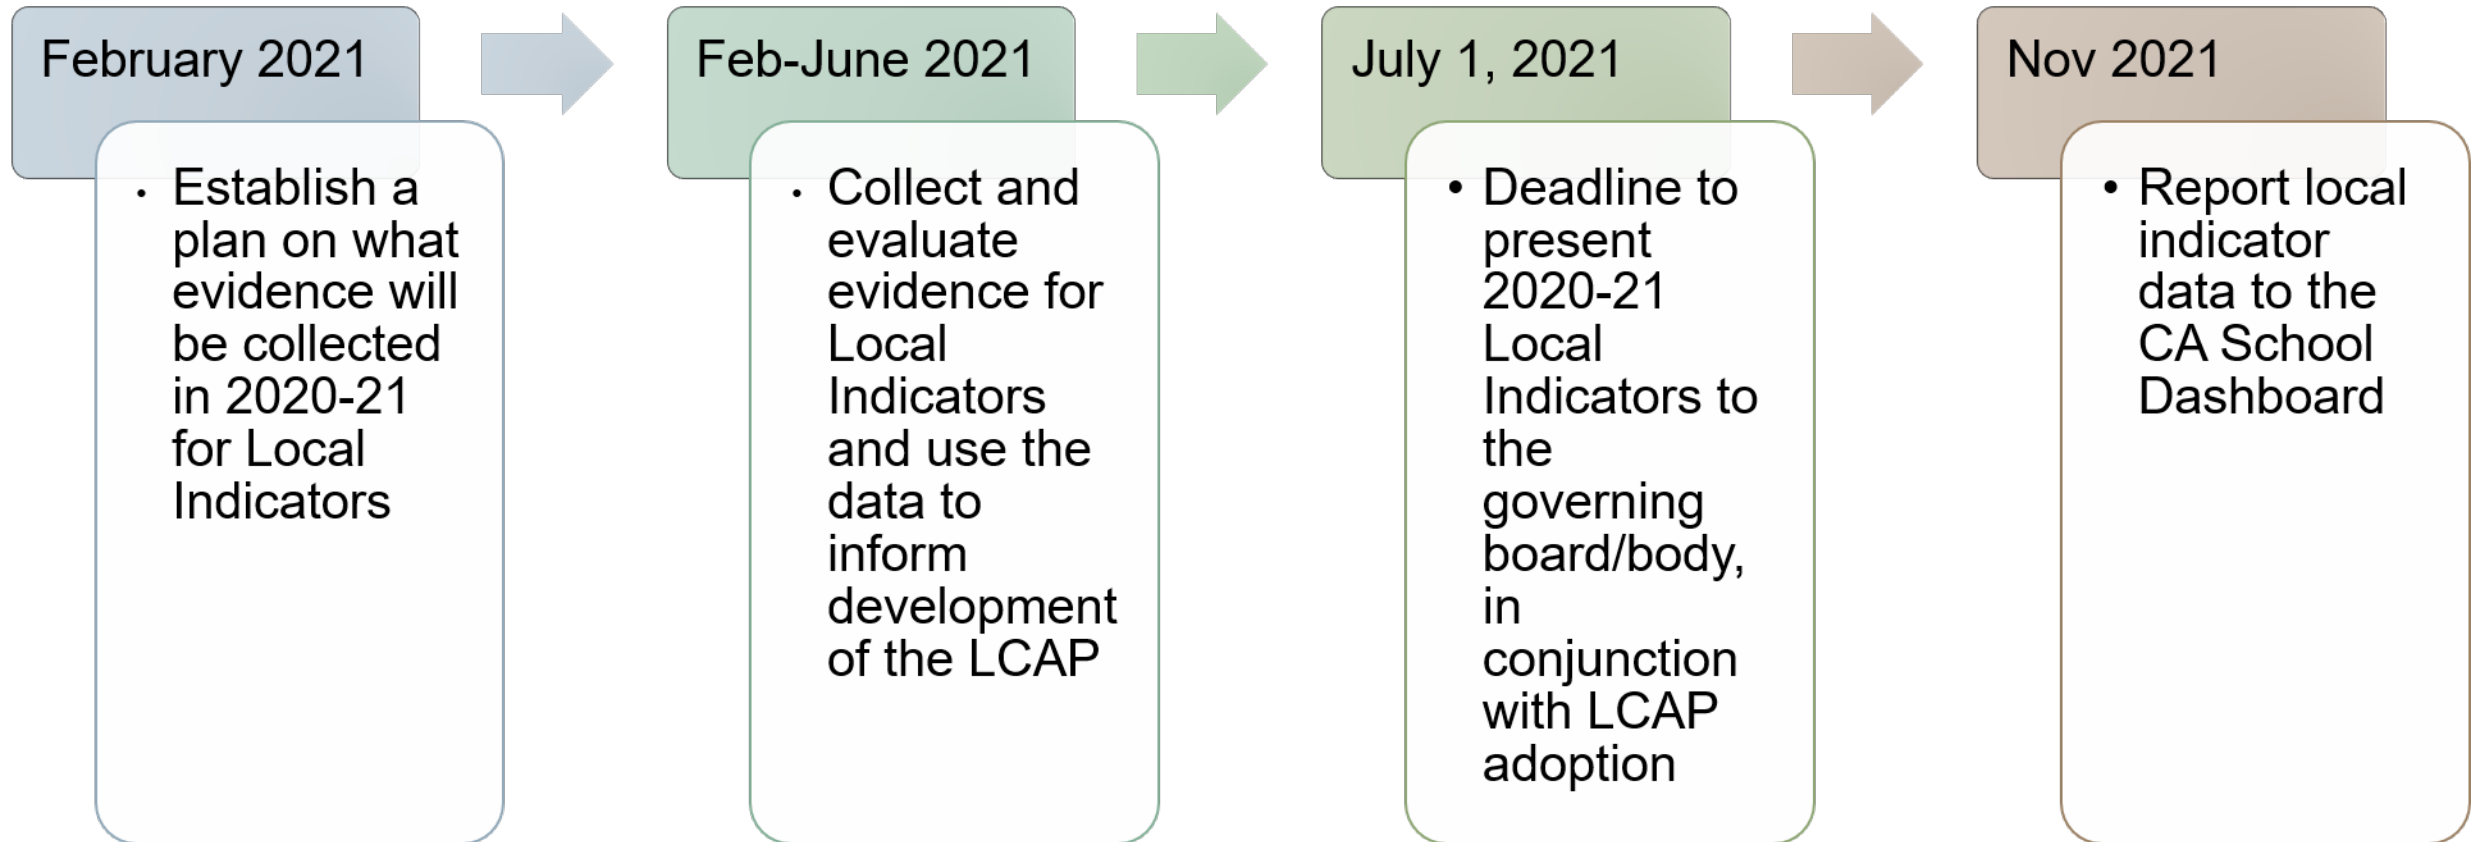 February 2021
• Establish a
plan on what
evidence will
be collected
in 2020-21
for Local
Indicators
Feb-June 2021
• Collect and
evaluate
evidence for
Local
Indicators
and use the
data to
inform
development
of the LCAP
July 1, 2021
• Deadline to
present
2020-21
Local
Indicators to
the
governing
board/body,
in
conjunction
with LCAP
adoption
Nov 2021
• Report local
indicator
data to the
CA School
Dashboard